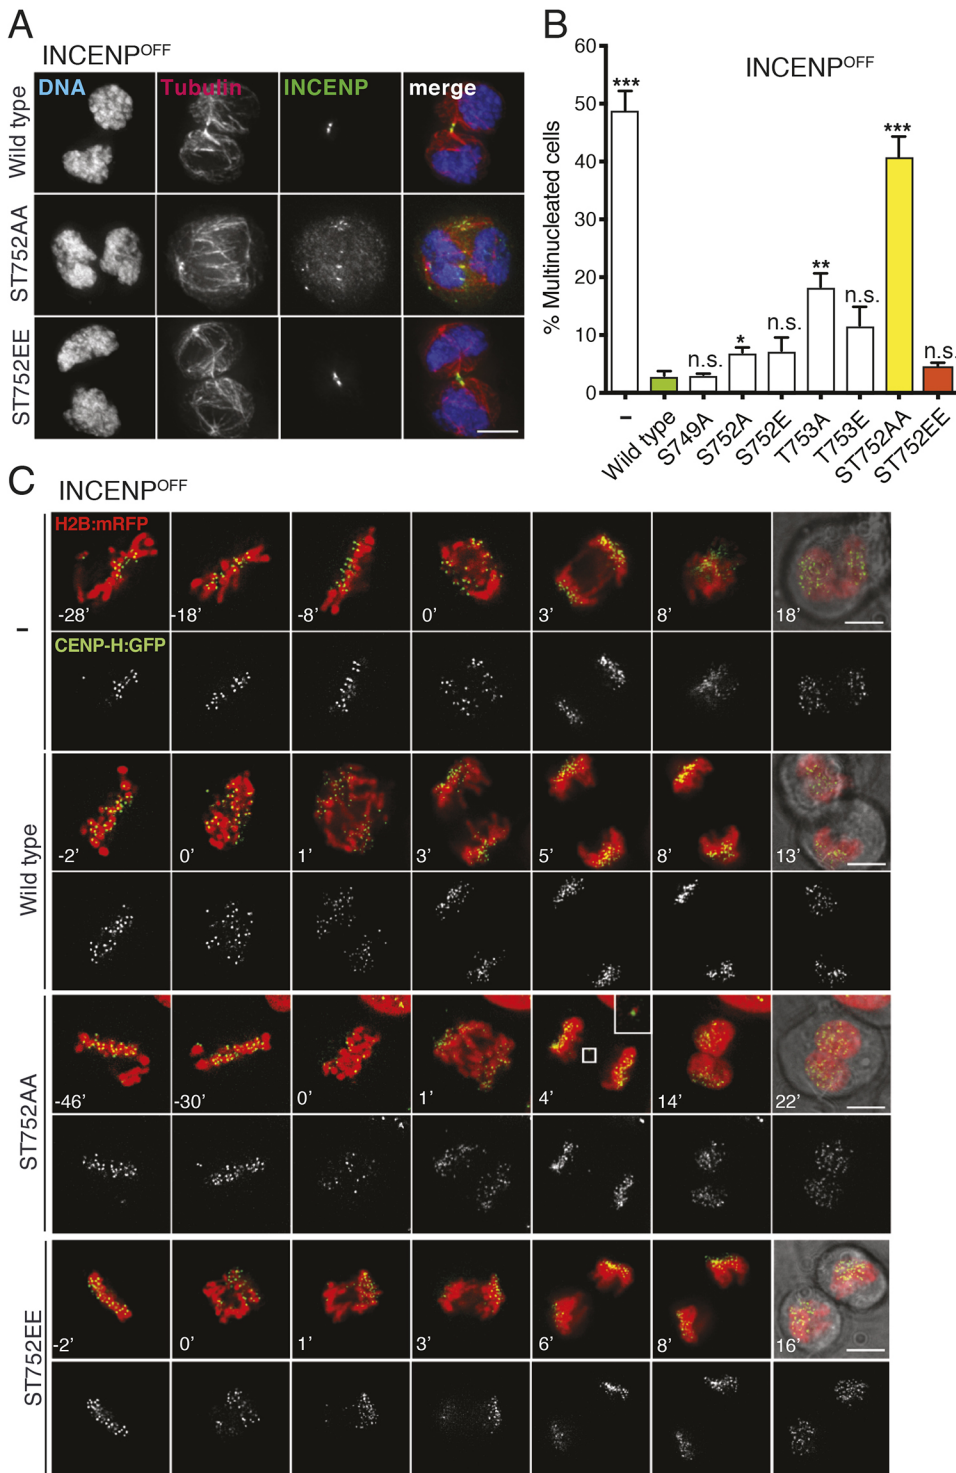 A
INCENPOFF
DNA
Tubulin
INCENP
merge
Wild type
ST752AA
ST752EE
B
INCENPOFF
% Multinucleated cells
60
50
40
30
20
10
0
***
n.s.
*
n.s.
**
n.s.
***
n.s.
–
Wild type
S749A
S752A
S752E
T753A
T753E
ST752AA
ST752EE
C
INCENPOFF
–
H2B:mRFP
-28’
-18’
-8’
0’
3’
8’
18’
CENP-H:GFP
Wild type
-2’
0’
1’
3’
5’
8’
13’
ST752AA
-46’
-30’
0’
1’
4’
14’
22’
ST752EE
-2’
0’
1’
3’
6’
8’
16’